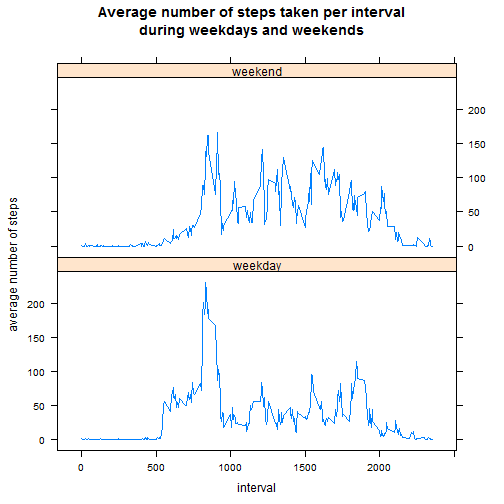 Average number of steps taken per interval
during weekdays and weekends
weekend
200
150
100
50
0
weekday
200
150
100
50
0
0 500 1000 1500 2000
interval
average number of steps